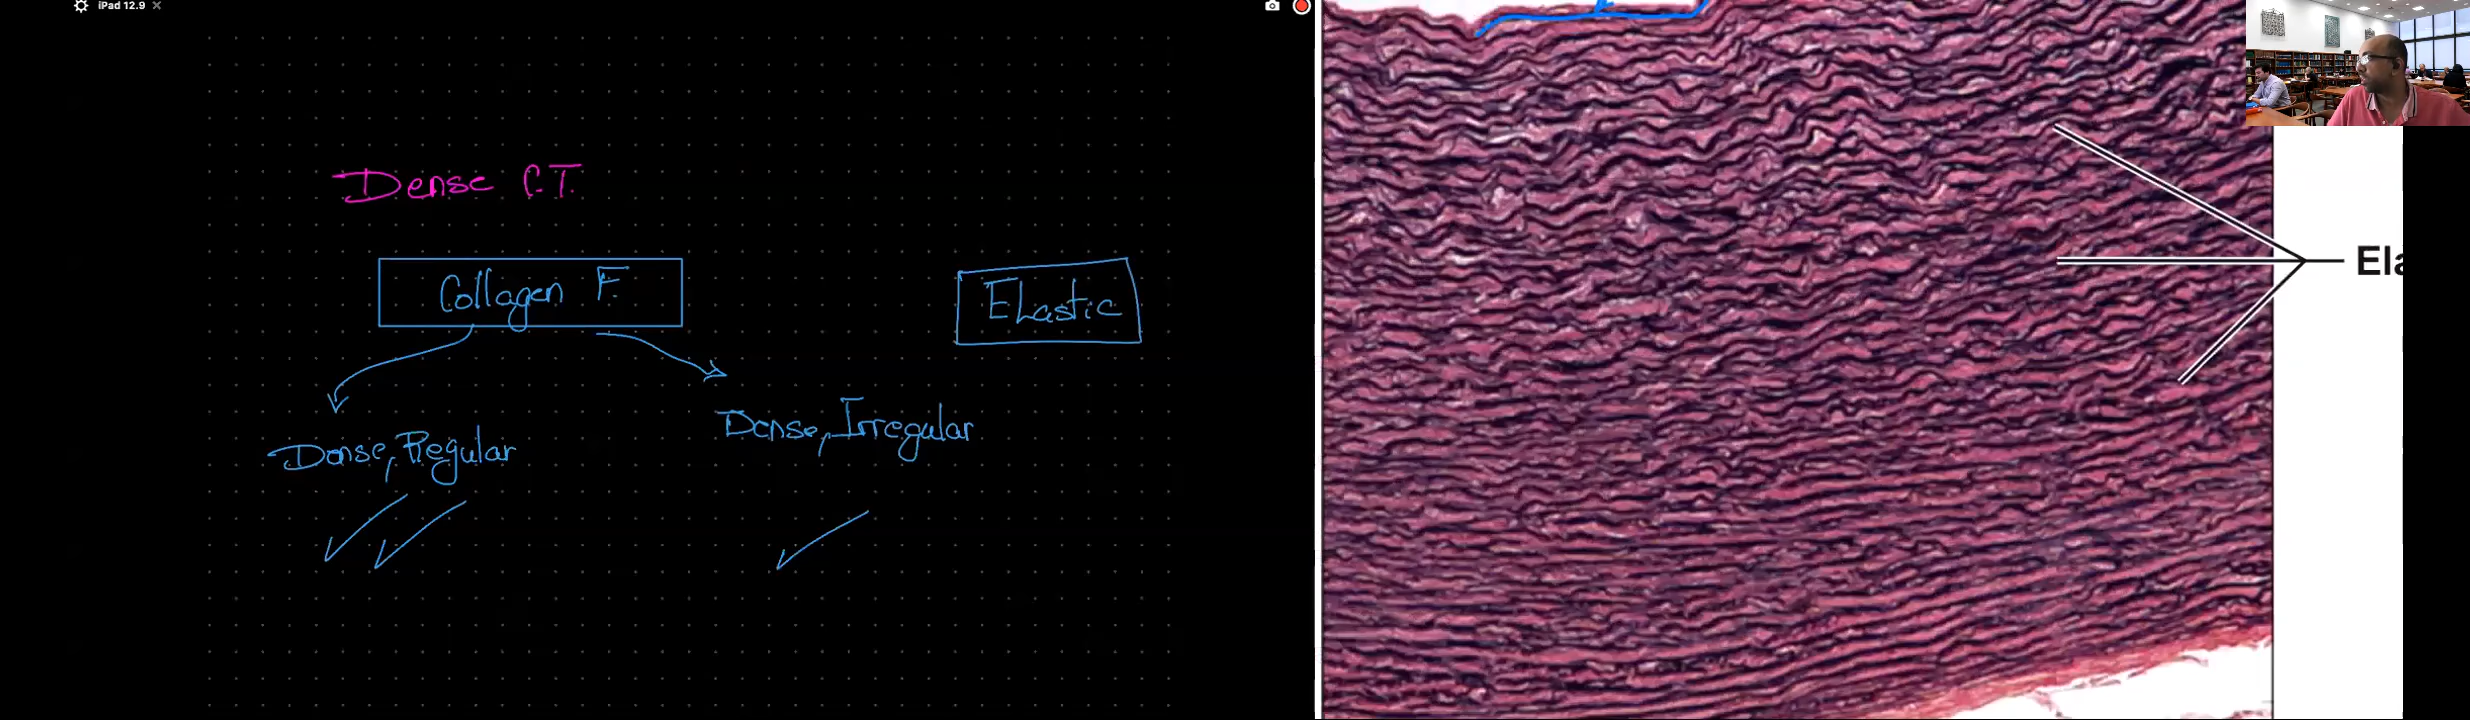 iPad 12.9
Dense C.T.
Collagen F.
Elastic
Dense, Regular
Dense, Irregular
Ela